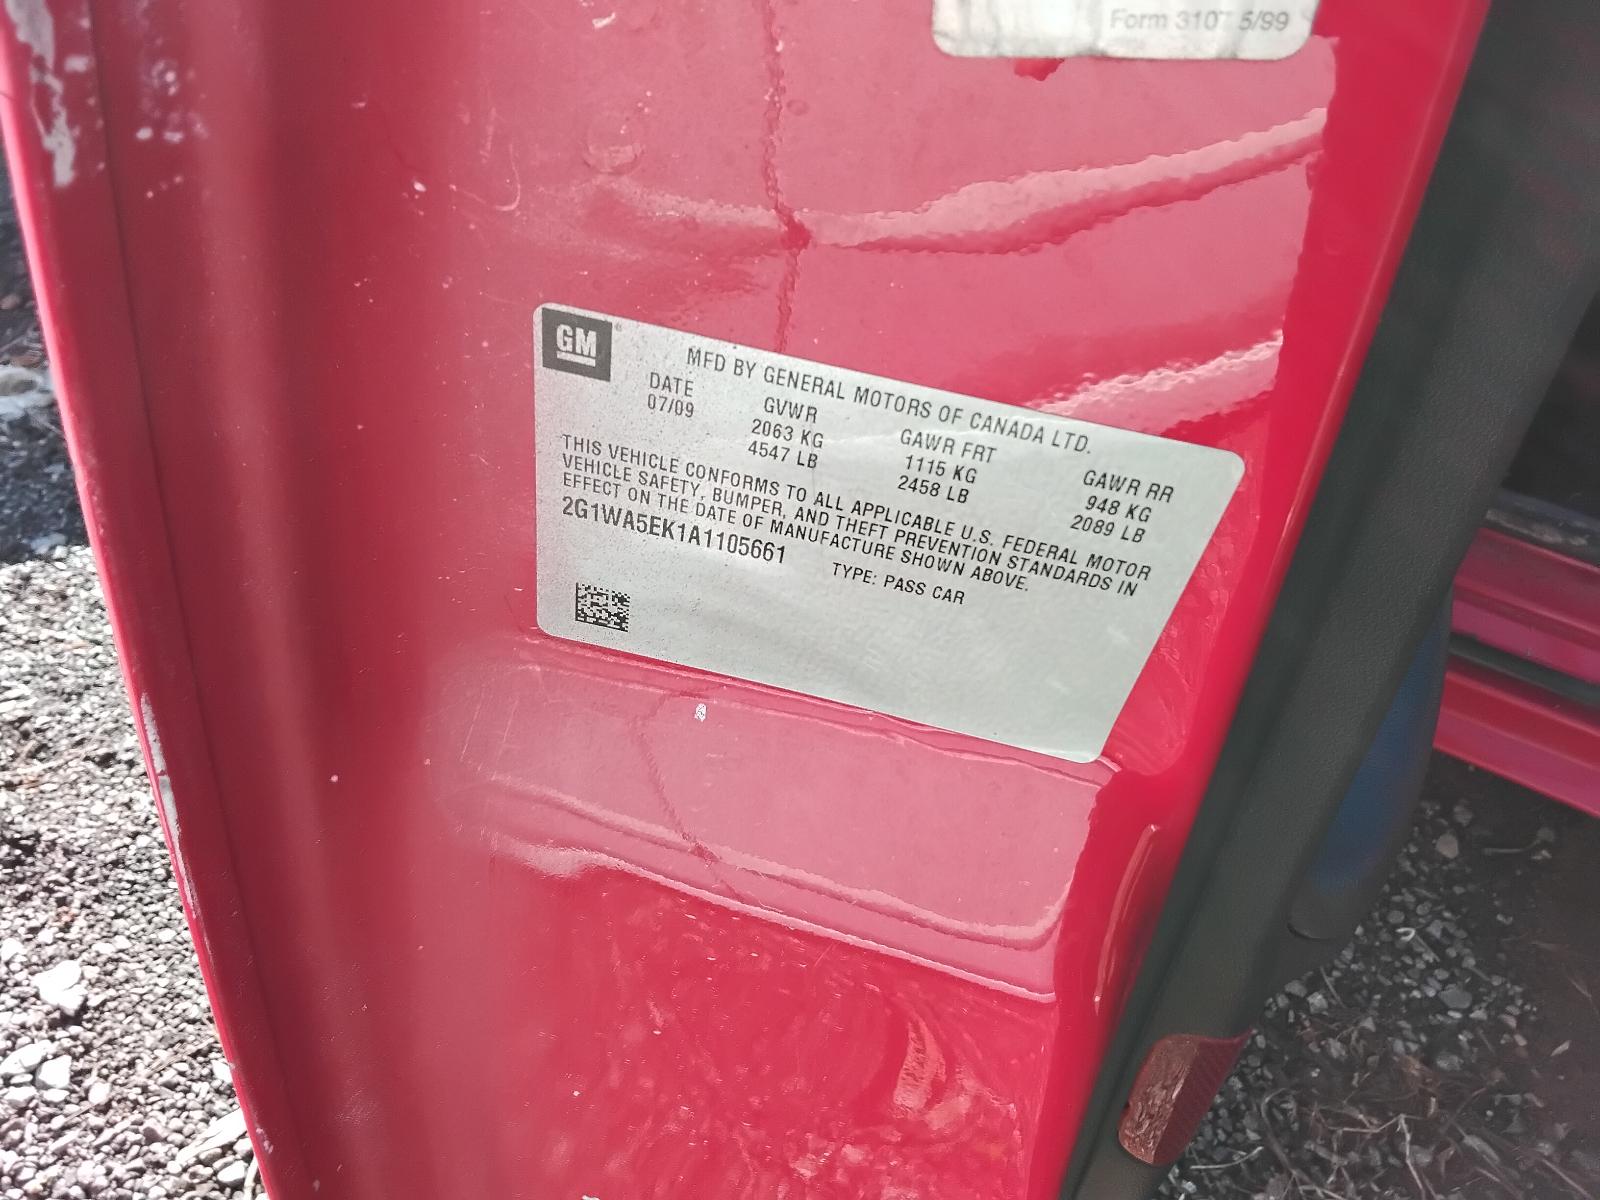 Form 3107 5/99
GM
MFD BY GENERAL MOTORS OF CANADA LTD.
DATE GVWR GAWR FRT GAWR RR
07/09 2063 KG 1115 KG 948 KG
4547 LB 2458 LB 2089 LB
THIS VEHICLE CONFORMS TO ALL APPLICABLE U.S. FEDERAL MOTOR
VEHICLE SAFETY, BUMPER, AND THEFT PREVENTION STANDARDS IN
EFFECT ON THE DATE OF MANUFACTURE SHOWN ABOVE.
2G1WA5EK1A1105661 TYPE: PASS CAR